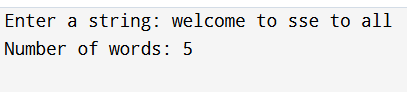 Enter a string: welcome to sse to all
Number of words: 5